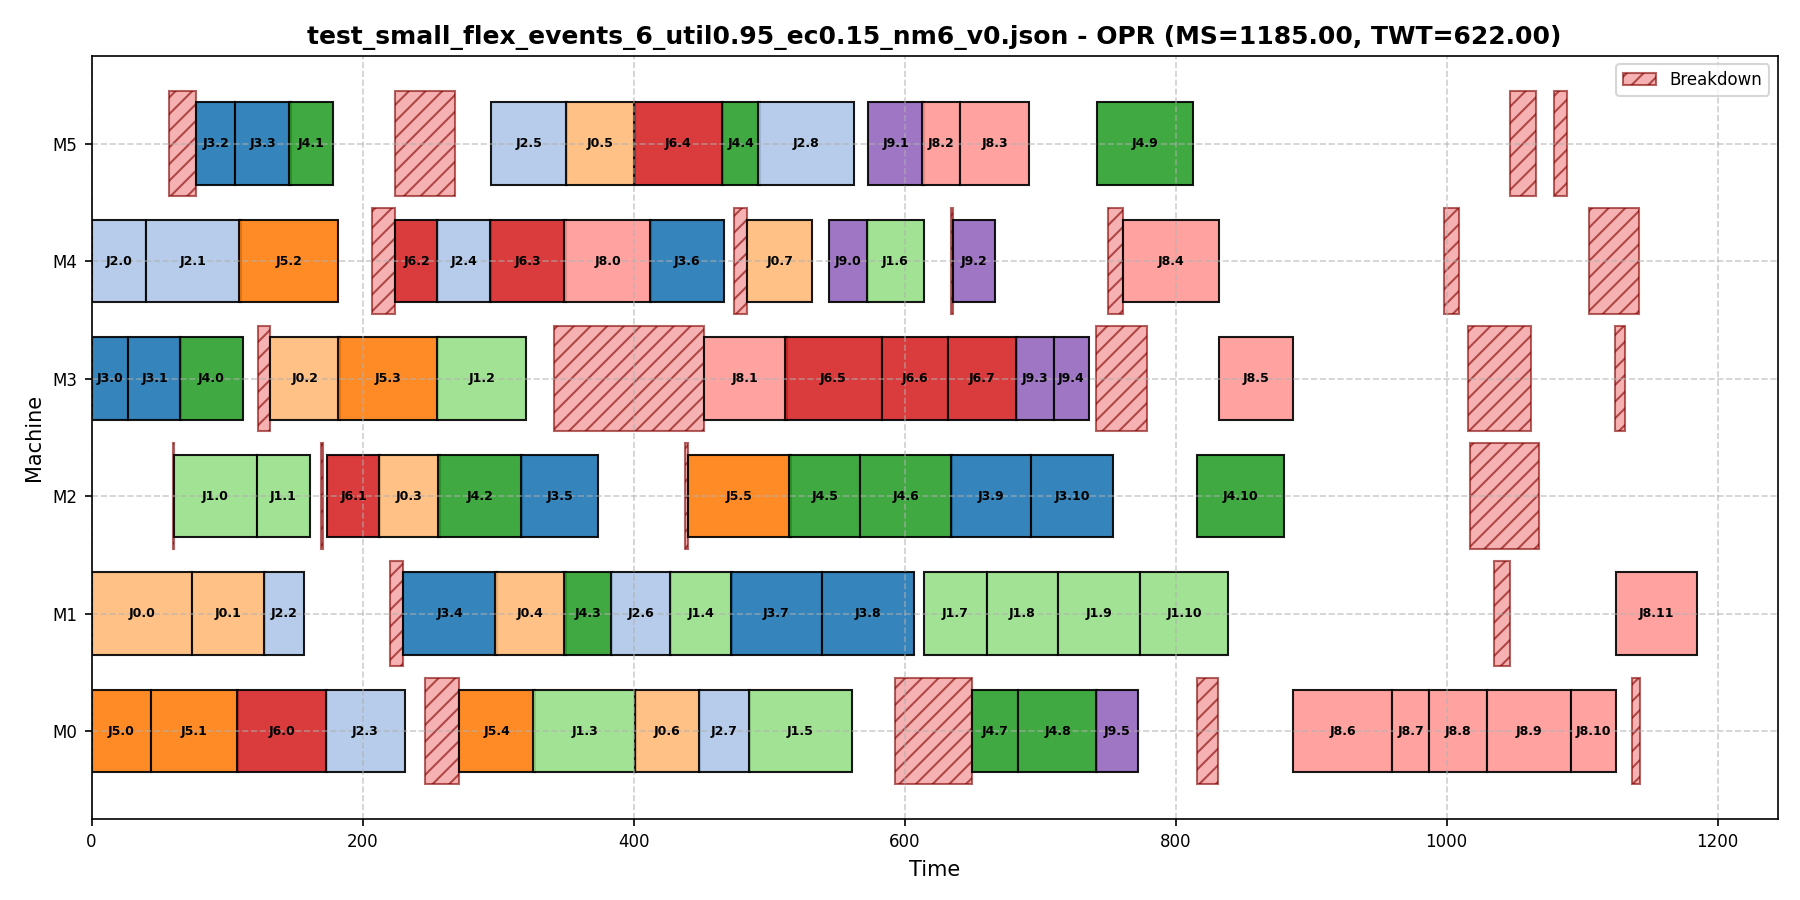 test_small_flex_events_6_util0.95_ec0.15_nm6_v0.json - OPR (MS=1185.00, TWT=622.00)
Breakdown
M5
J3.2 J3.3 J4.1 J2.5 J0.5 J6.4 J4.4 J2.8 J9.1 J8.2 J8.3 J4.9
M4
J2.0 J2.1 J5.2 J6.2 J2.4 J6.3 J8.0 J3.6 J0.7 J9.0 J1.6 J9.2 J8.4
M3
J3.0 J3.1 J4.0 J0.2 J5.3 J1.2 J8.1 J6.5 J6.6 J6.7 J9.3 J9.4 J8.5
M2
J1.0 J1.1 J6.1 J0.3 J4.2 J3.5 J5.5 J4.5 J4.6 J3.9 J3.10 J4.10
M1
J0.0 J0.1 J2.2 J3.4 J0.4 J4.3 J2.6 J1.4 J3.7 J3.8 J1.7 J1.8 J1.9 J1.10 J8.11
M0
J5.0 J5.1 J6.0 J2.3 J5.4 J1.3 J0.6 J2.7 J1.5 J4.7 J4.8 J9.5 J8.6 J8.7 J8.8 J8.9 J8.10
Machine
0 200 400 600 800 1000 1200
Time